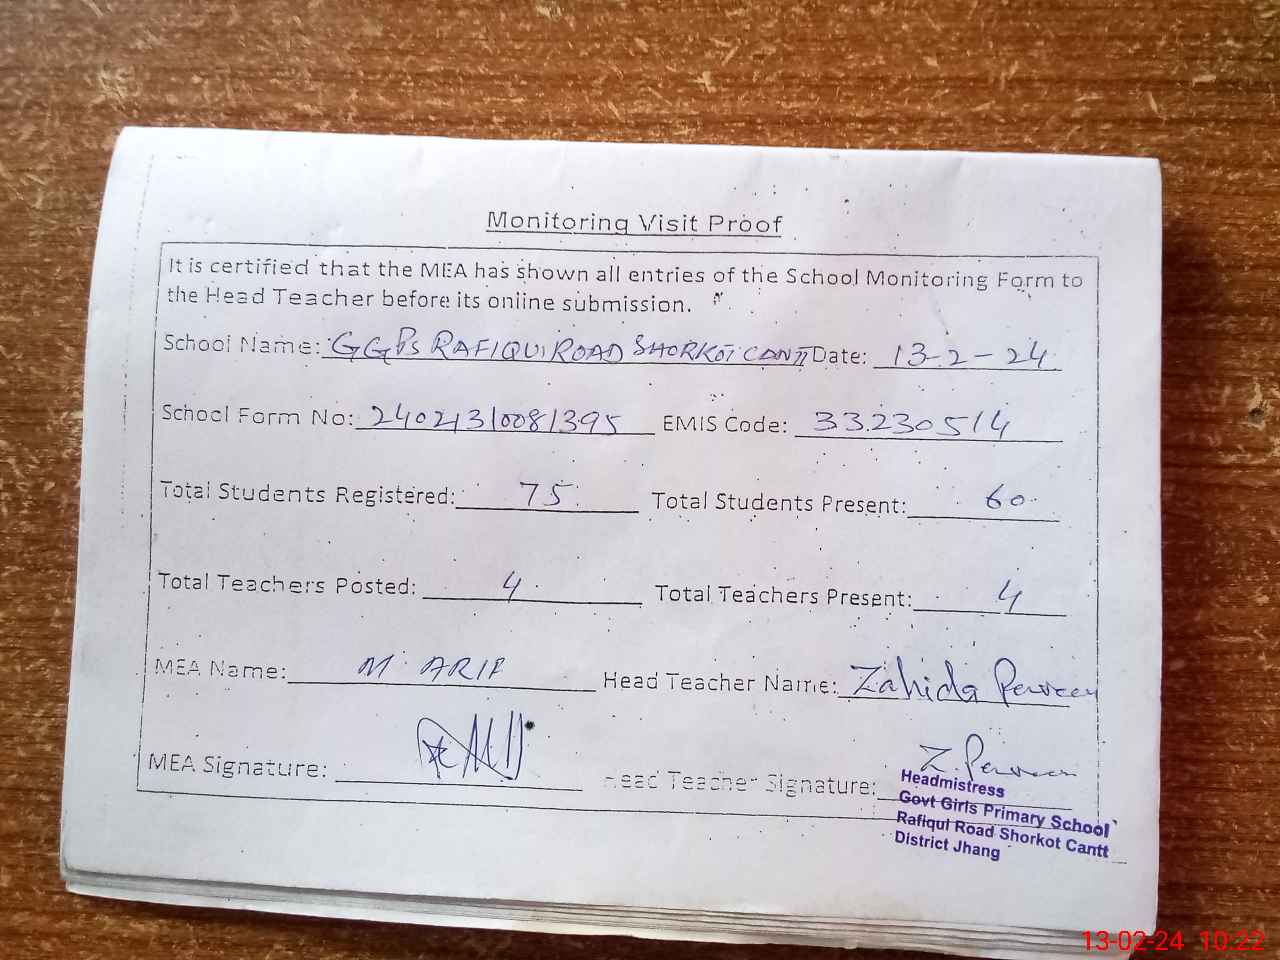 Monitoring Visit Proof
It is certified that the MEA has shown all entries of the School Monitoring Form to
the Head Teacher before its online submission.
School Name: GGPS RAFIQUI ROAD SHORKOT CANTT Date: 13-2-24
School Form No: 24021310081395 EMIS Code: 33230514
Total Students Registered: 75 Total Students Present: 60
Total Teachers Posted: 4 Total Teachers Present: 4
MEA Name: M. ARIF Head Teacher Name: Zahida Perveen
MEA Signature: Head Teacher Signature: Z. Perveen
Headmistress
Govt Girls Primary School
Rafiqui Road Shorkot Cantt
District Jhang
13-02-24 10:22